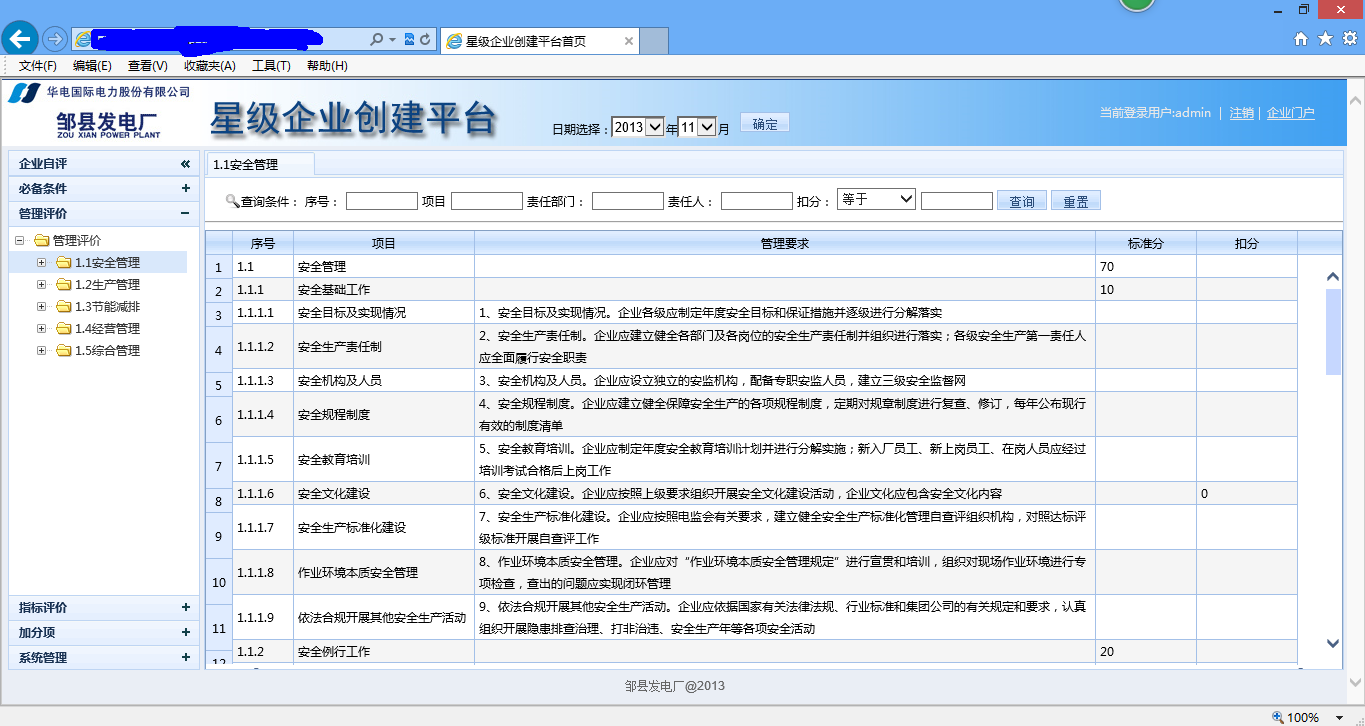 星级企业创建平台首页
文件(F) 编辑(E) 查看(V) 收藏夹(A) 工具(T) 帮助(H)
华电国际电力股份有限公司
邹县发电厂
ZOU XIAN POWER PLANT
星级企业创建平台
日期选择：2013年11月 确定
当前登录用户:admin | 注销 | 企业门户
企业自评
必备条件
管理评价
管理评价
1.1安全管理
1.2生产管理
1.3节能减排
1.4经营管理
1.5综合管理
指标评价
加分项
系统管理
1.1安全管理
查询条件： 序号： 项目 责任部门： 责任人： 扣分： 等于 查询 重置
序号 项目 管理要求 标准分 扣分
1 1.1 安全管理 70
2 1.1.1 安全基础工作 10
3 1.1.1.1 安全目标及实现情况 1、安全目标及实现情况。企业各级应制定年度安全目标和保证措施并逐级进行分解落实
4 1.1.1.2 安全生产责任制 2、安全生产责任制。企业应建立健全各部门及各岗位的安全生产责任制并组织进行落实；各级安全生产第一责任人
应全面履行安全职责
5 1.1.1.3 安全机构及人员 3、安全机构及人员。企业应设立独立的安监机构，配备专职安监人员，建立三级安全监督网
6 1.1.1.4 安全规程制度 4、安全规程制度。企业应建立健全保障安全生产的各项规程制度，定期对规章制度进行复查、修订，每年公布现行
有效的制度清单
7 1.1.1.5 安全教育培训 5、安全教育培训。企业应制定年度安全教育培训计划并进行分解实施；新入厂员工、新上岗员工、在岗人员应经过
培训考试合格后上岗工作
8 1.1.1.6 安全文化建设 6、安全文化建设。企业应按照上级要求组织开展安全文化建设活动，企业文化应包含安全文化内容 0
9 1.1.1.7 安全生产标准化建设 7、安全生产标准化建设。企业应按照电监会有关要求，建立健全安全生产标准化管理自查评组织机构，对照达标评
级标准开展自查评工作
10 1.1.1.8 作业环境本质安全管理 8、作业环境本质安全管理。企业应对“作业环境本质安全管理规定”进行宣贯和培训，组织对现场作业环境进行专
项检查，查出的问题应实现闭环管理
11 1.1.1.9 依法合规开展其他安全生产活动 9、依法合规开展其他安全生产活动。企业应依据国家有关法律法规、行业标准和集团公司的有关规定和要求，认真
组织开展隐患排查治理、打非治违、安全生产年等各项安全活动
12 1.1.2 安全例行工作 20
邹县发电厂@2013
100%